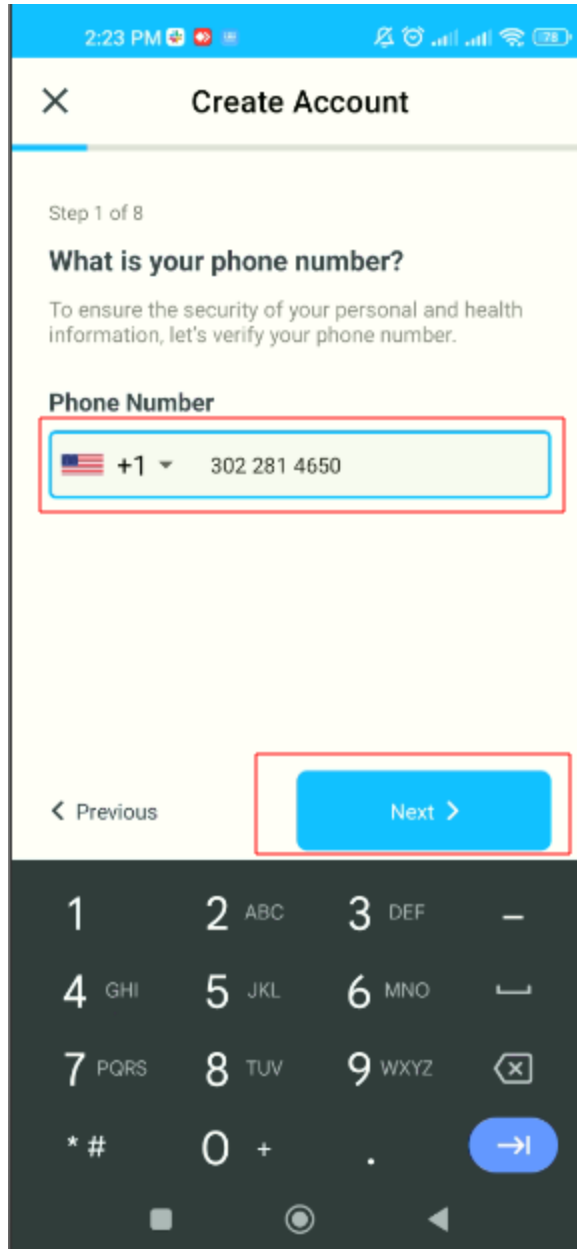 2:23 PM 78
Create Account
Step 1 of 8
What is your phone number?
To ensure the security of your personal and health
information, let's verify your phone number.
Phone Number
+1 302 281 4650
Previous Next
1 2 ABC 3 DEF –
4 GHI 5 JKL 6 MNO
7 PQRS 8 TUV 9 WXYZ
* # 0 + .